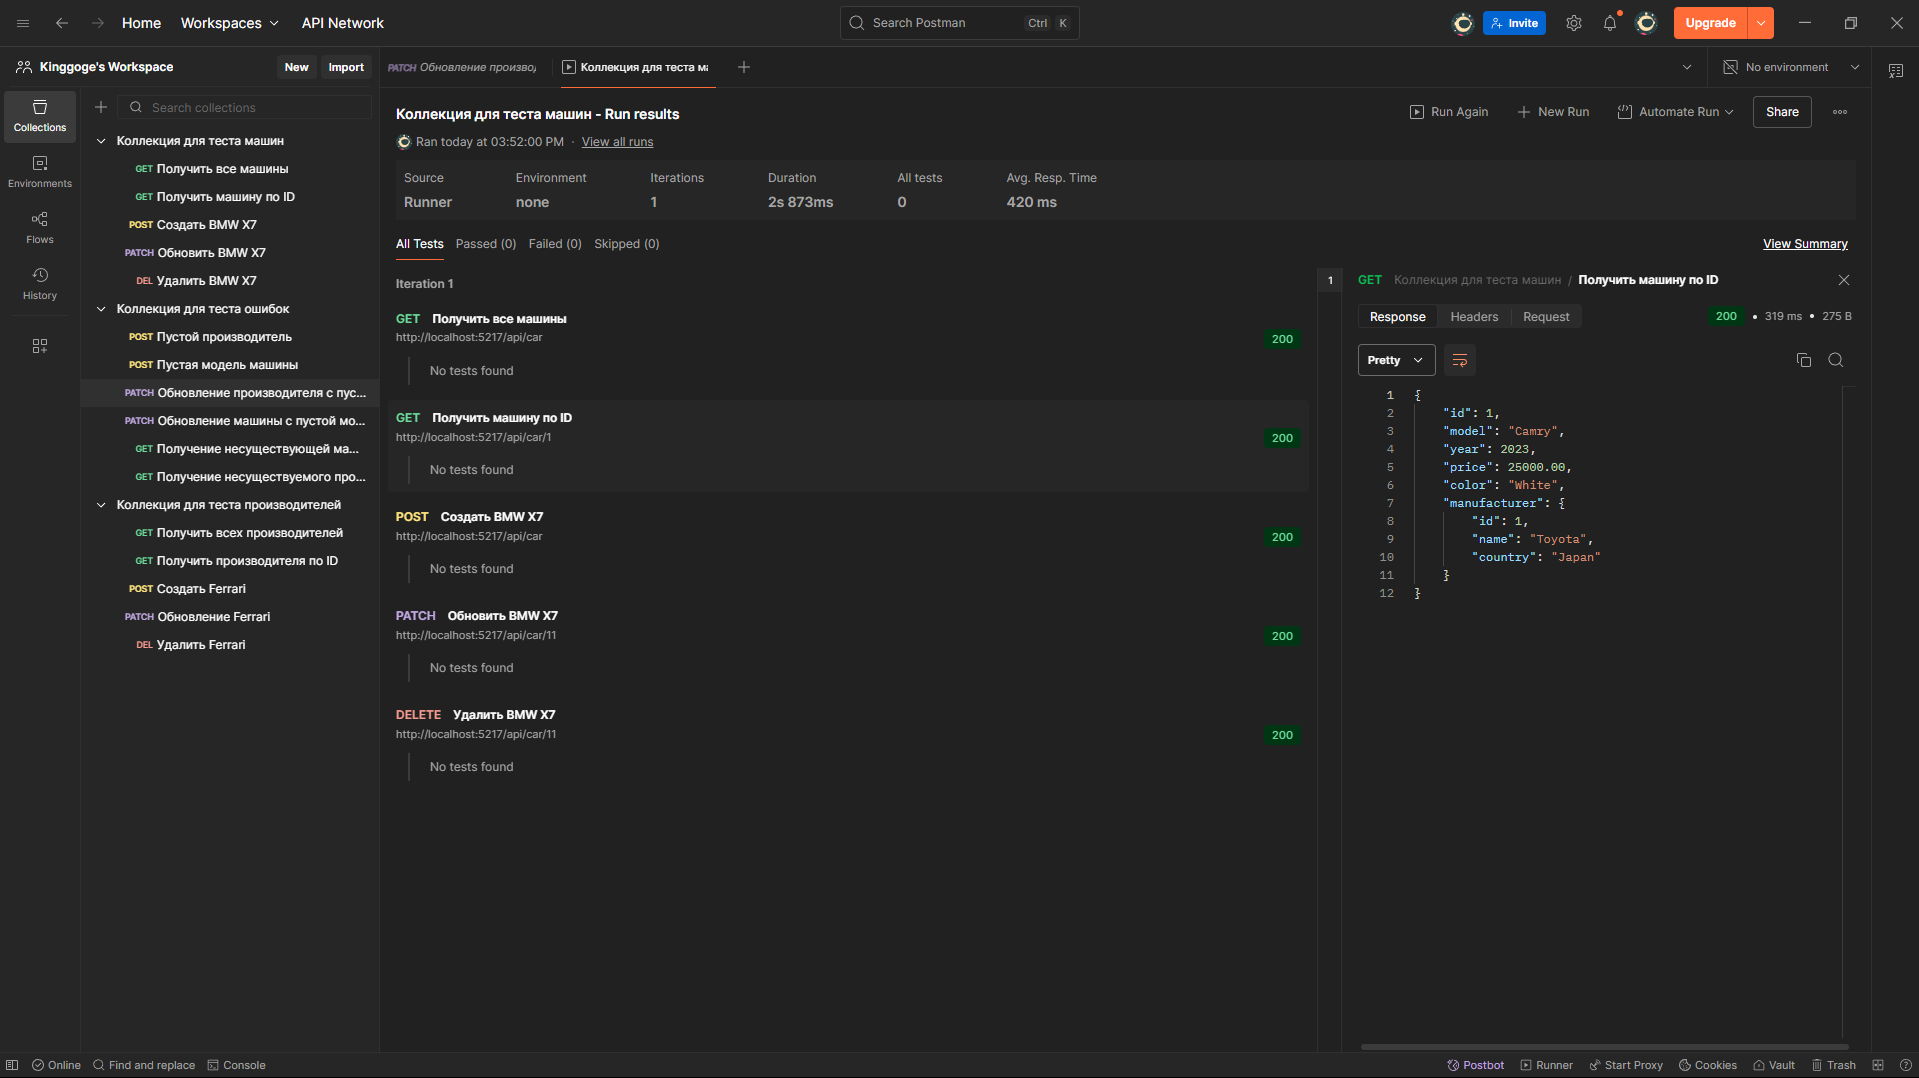 Home
Workspaces
API Network
Search Postman
Ctrl
K
Invite
Upgrade
Kinggoge's Workspace
New
Import
PATCH Обновление произво
Коллекция для теста ма
No environment
Collections
Environments
Flows
History
Search collections
Коллекция для теста машин
GET Получить все машины
GET Получить машину по ID
POST Создать BMW X7
PATCH Обновить BMW X7
DEL Удалить BMW X7
Коллекция для теста ошибок
POST Пустой производитель
POST Пустая модель машины
PATCH Обновление производителя с пус...
PATCH Обновление машины с пустой мо...
GET Получение несуществующей ма...
GET Получение несуществуемого про...
Коллекция для теста производителей
GET Получить всех производителей
GET Получить производителя по ID
POST Создать Ferrari
PATCH Обновление Ferrari
DEL Удалить Ferrari
Коллекция для теста машин - Run results
Run Again
New Run
Automate Run
Share
Ran today at 03:52:00 PM · View all runs
Source Environment Iterations Duration All tests Avg. Resp. Time
Runner none 1 2s 873ms 0 420 ms
All Tests Passed (0) Failed (0) Skipped (0)
View Summary
Iteration 1
GET Получить все машины
http://localhost:5217/api/car
200
No tests found
GET Получить машину по ID
http://localhost:5217/api/car/1
200
No tests found
POST Создать BMW X7
http://localhost:5217/api/car
200
No tests found
PATCH Обновить BMW X7
http://localhost:5217/api/car/11
200
No tests found
DELETE Удалить BMW X7
http://localhost:5217/api/car/11
200
No tests found
1
GET Коллекция для теста машин / Получить машину по ID
Response Headers Request
200 • 319 ms • 275 B
Pretty
1 {
2 "id": 1,
3 "model": "Camry",
4 "year": 2023,
5 "price": 25000.00,
6 "color": "White",
7 "manufacturer": {
8 "id": 1,
9 "name": "Toyota",
10 "country": "Japan"
11 }
12 }
Online
Find and replace
Console
Postbot
Runner
Start Proxy
Cookies
Vault
Trash